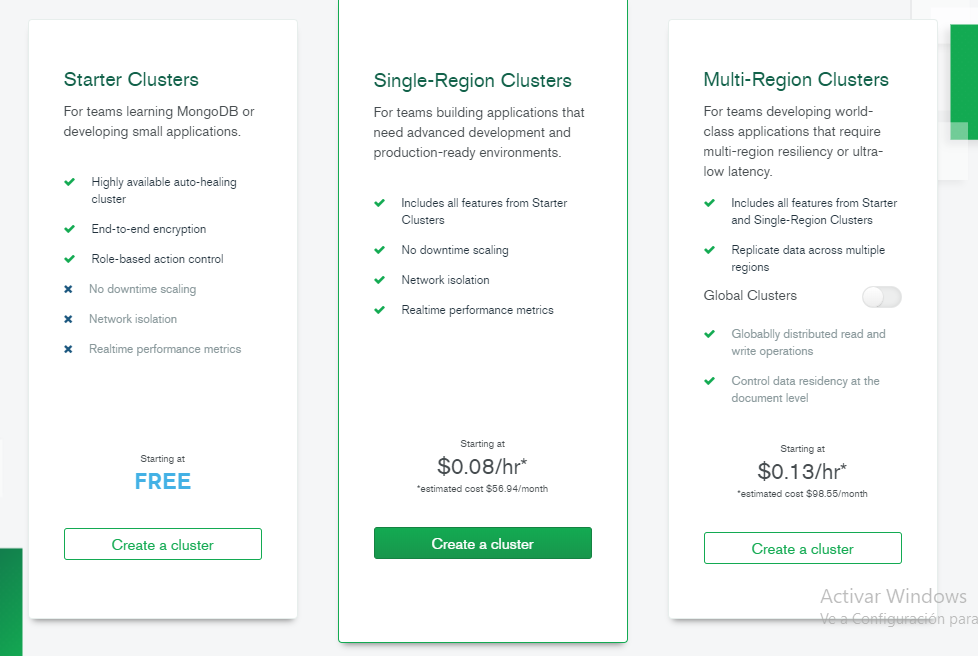 Starter Clusters
For teams learning MongoDB or
developing small applications.
Highly available auto-healing
cluster
End-to-end encryption
Role-based action control
No downtime scaling
Network isolation
Realtime performance metrics
Starting at
FREE
Create a cluster
Single-Region Clusters
For teams building applications that
need advanced development and
production-ready environments.
Includes all features from Starter
Clusters
No downtime scaling
Network isolation
Realtime performance metrics
Starting at
$0.08/hr*
*estimated cost $56.94/month
Create a cluster
Multi-Region Clusters
For teams developing world-
class applications that require
multi-region resiliency or ultra-
low latency.
Includes all features from Starter
and Single-Region Clusters
Replicate data across multiple
regions
Global Clusters
Globablly distributed read and
write operations
Control data residency at the
document level
Starting at
$0.13/hr*
*estimated cost $98.55/month
Create a cluster
Activar Windows
Ve a Configuración para